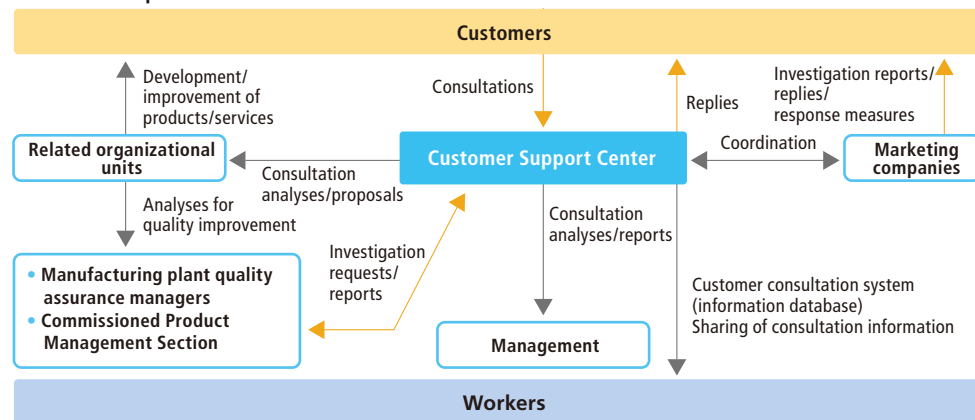 Customers
Development/
improvement of
products/services
Consultations
Replies
Investigation reports/
replies/
response measures
Related organizational
units
Consultation
analyses/proposals
Customer Support Center
Coordination
Marketing
companies
Analyses for
quality improvement
Investigation
requests/
reports
Consultation
analyses/reports
• Manufacturing plant quality
assurance managers
• Commissioned Product
Management Section
Management
Customer consultation system
(information database)
Sharing of consultation information
Workers